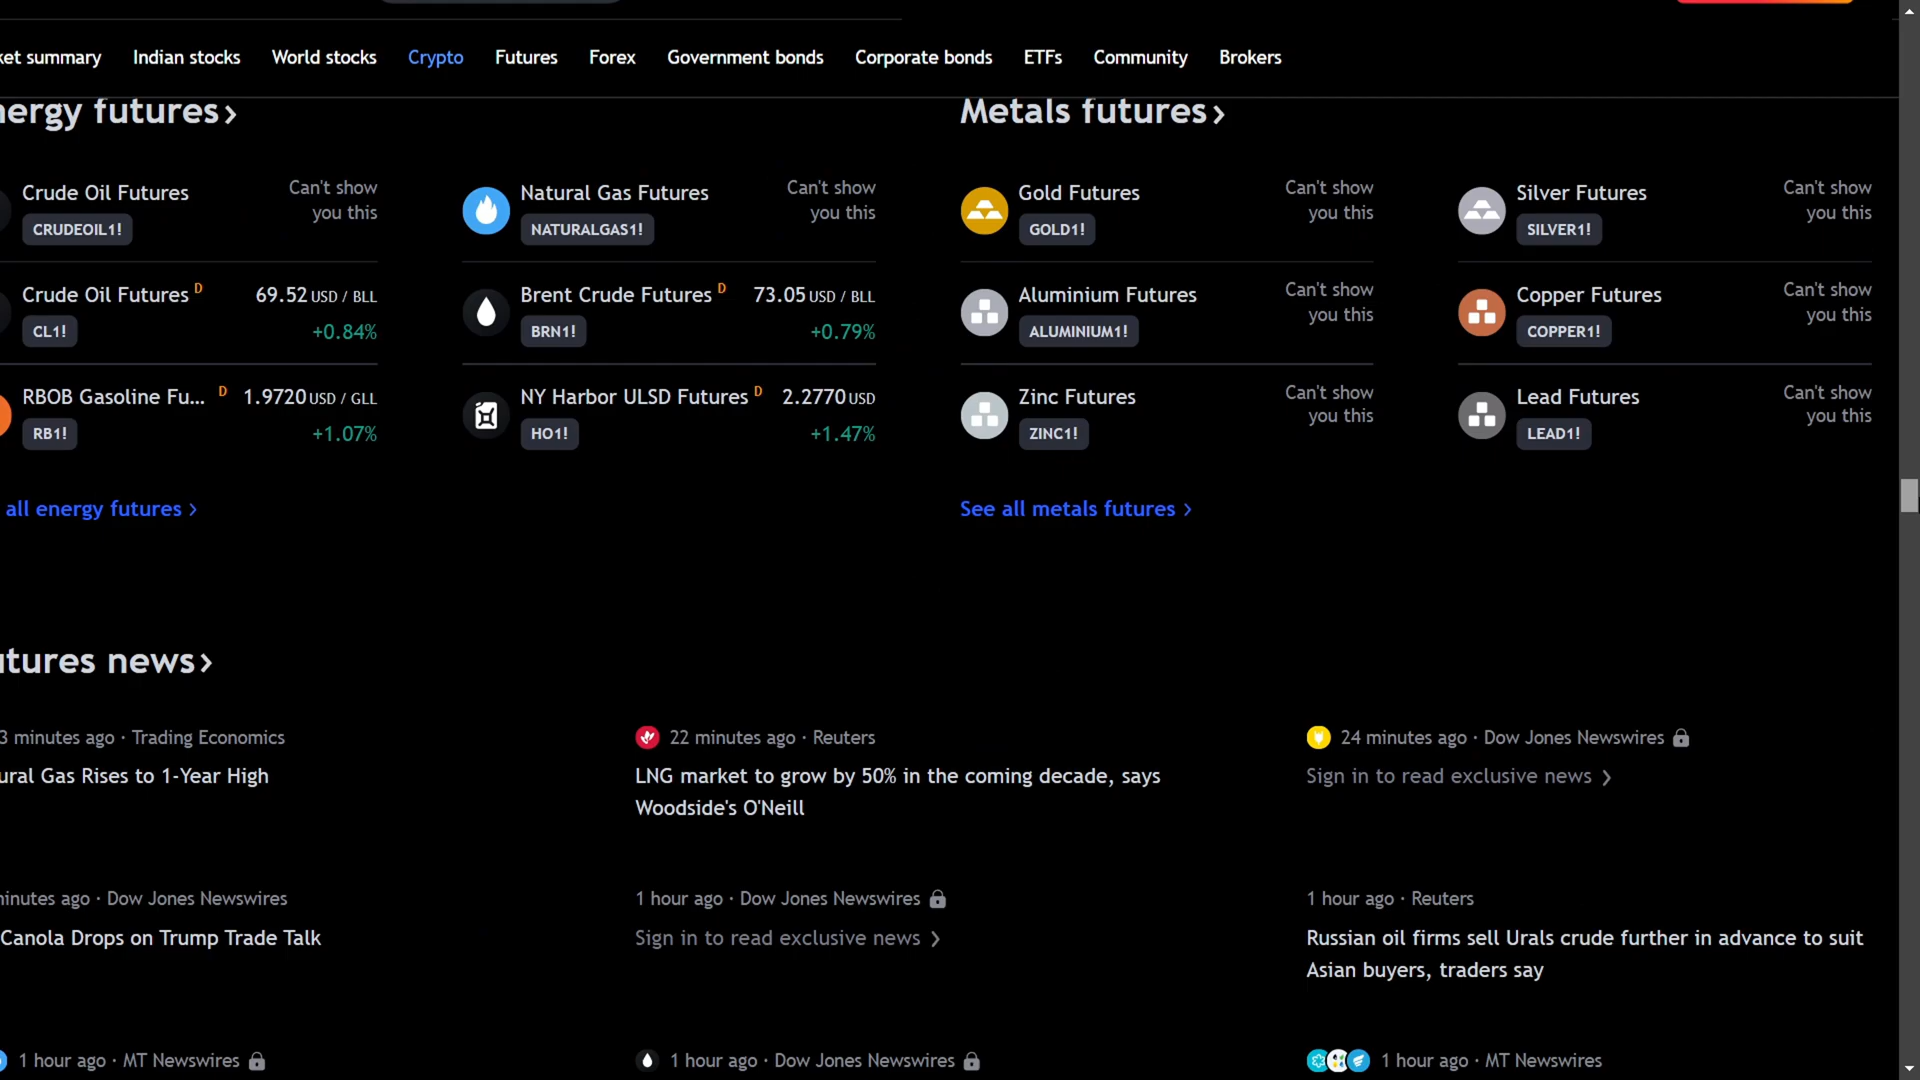 ket summary Indian stocks World stocks Crypto Futures Forex Government bonds Corporate bonds ETFs Community Brokers
nergy futures
Crude Oil Futures
CRUDEOIL1!
Can't show
you this
Natural Gas Futures
NATURALGAS1!
Can't show
you this
Crude Oil Futures D
CL1!
69.52 USD / BLL
+0.84%
Brent Crude Futures D
BRN1!
73.05 USD / BLL
+0.79%
RBOB Gasoline Fu... D
RB1!
1.9720 USD / GLL
+1.07%
NY Harbor ULSD Futures D
HO1!
2.2770 USD
+1.47%
all energy futures
Metals futures
Gold Futures
GOLD1!
Can't show
you this
Silver Futures
SILVER1!
Can't show
you this
Aluminium Futures
ALUMINIUM1!
Can't show
you this
Copper Futures
COPPER1!
Can't show
you this
Zinc Futures
ZINC1!
Can't show
you this
Lead Futures
LEAD1!
Can't show
you this
See all metals futures
utures news
3 minutes ago · Trading Economics
ural Gas Rises to 1-Year High
22 minutes ago · Reuters
LNG market to grow by 50% in the coming decade, says
Woodside's O'Neill
24 minutes ago · Dow Jones Newswires
Sign in to read exclusive news
minutes ago · Dow Jones Newswires
Canola Drops on Trump Trade Talk
1 hour ago · Dow Jones Newswires
Sign in to read exclusive news
1 hour ago · Reuters
Russian oil firms sell Urals crude further in advance to suit
Asian buyers, traders say
1 hour ago · MT Newswires
1 hour ago · Dow Jones Newswires
1 hour ago · MT Newswires